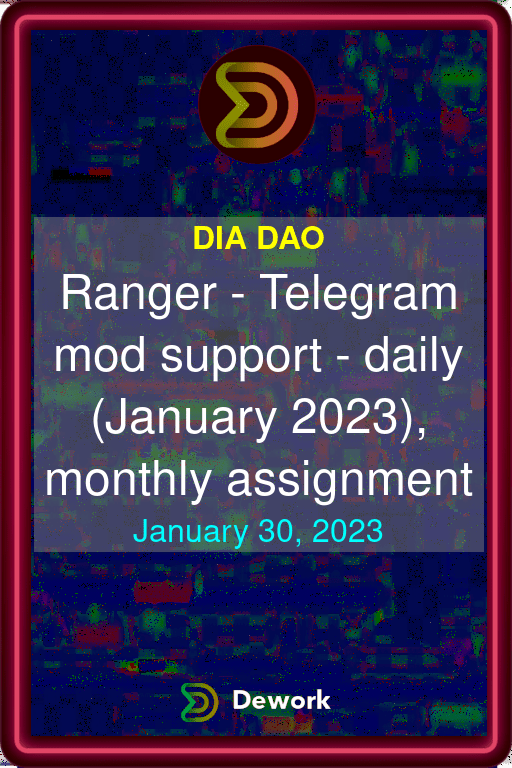 DIA DAO
Ranger - Telegram
mod support - daily
(January 2023),
monthly assignment
January 30, 2023
Dework